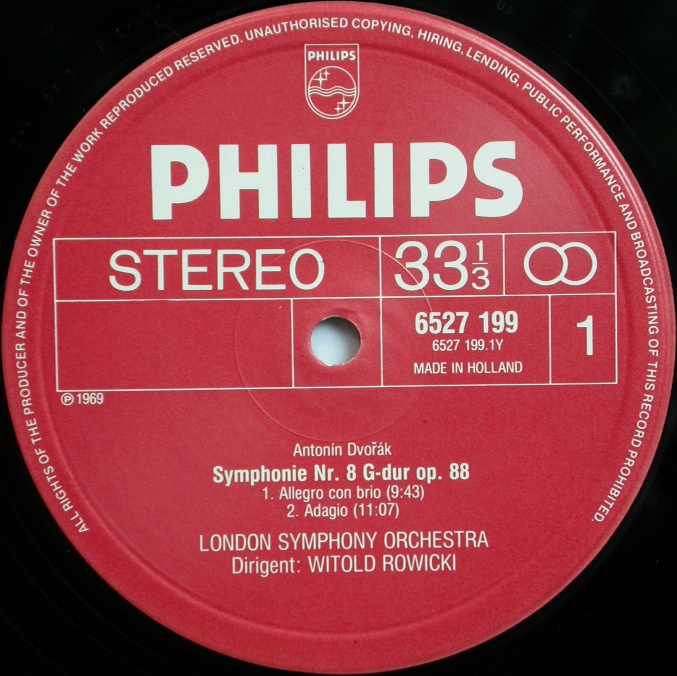 ALL RIGHTS OF THE PRODUCER AND OF THE OWNER OF THE WORK REPRODUCED RESERVED. UNAUTHORISED COPYING, HIRING, LENDING, PUBLIC PERFORMANCE AND BROADCASTING OF THIS RECORD PROHIBITED.
PHILIPS
PHILIPS
STEREO
33 1/3
6527 199
6527 199.1Y
MADE IN HOLLAND
1
℗ 1969
Antonin Dvořák
Symphonie Nr. 8 G-dur op. 88
1. Allegro con brio (9:43)
2. Adagio (11:07)
LONDON SYMPHONY ORCHESTRA
Dirigent: WITOLD ROWICKI